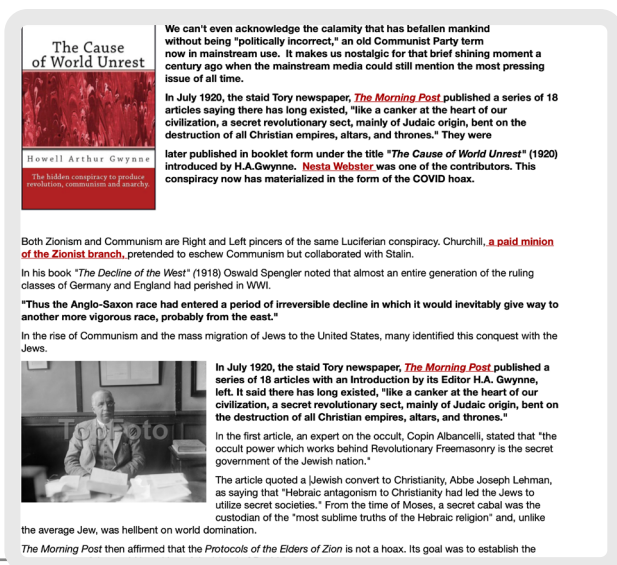 The Cause
of World Unrest
Howell Arthur Gwynne
The hidden conspiracy to produce
revolution, communism and anarchy.
We can't even acknowledge the calamity that has befallen mankind
without being "politically incorrect," an old Communist Party term
now in mainstream use. It makes us nostalgic for that brief shining moment a
century ago when the mainstream media could still mention the most pressing
issue of all time.
In July 1920, the staid Tory newspaper, The Morning Post published a series of 18
articles saying there has long existed, "like a canker at the heart of our
civilization, a secret revolutionary sect, mainly of Judaic origin, bent on the
destruction of all Christian empires, altars, and thrones." They were
later published in booklet form under the title "The Cause of World Unrest" (1920)
introduced by H.A.Gwynne. Nesta Webster was one of the contributors. This
conspiracy now has materialized in the form of the COVID hoax.
Both Zionism and Communism are Right and Left pincers of the same Luciferian conspiracy. Churchill, a paid minion
of the Zionist branch, pretended to eschew Communism but collaborated with Stalin.
In his book "The Decline of the West" (1918) Oswald Spengler noted that almost an entire generation of the ruling
classes of Germany and England had perished in WWI.
"Thus the Anglo-Saxon race had entered a period of irreversible decline in which it would inevitably give way to
another more vigorous race, probably from the east."
In the rise of Communism and the mass migration of Jews to the United States, many identified this conquest with the
Jews.
TopFoto
In July 1920, the staid Tory newspaper, The Morning Post published a
series of 18 articles with an Introduction by its Editor H.A. Gwynne,
left. It said there has long existed, "like a canker at the heart of our
civilization, a secret revolutionary sect, mainly of Judaic origin, bent on
the destruction of all Christian empires, altars, and thrones."
In the first article, an expert on the occult, Copin Albancelli, stated that "the
occult power which works behind Revolutionary Freemasonry is the secret
government of the Jewish nation."
The article quoted a Jewish convert to Christianity, Abbe Joseph Lehman,
as saying that "Hebraic antagonism to Christianity had led the Jews to
utilize secret societies." From the time of Moses, a secret cabal was the
custodian of the "most sublime truths of the Hebraic religion" and, unlike
the average Jew, was hellbent on world domination.
The Morning Post then affirmed that the Protocols of the Elders of Zion is not a hoax. Its goal was to establish the